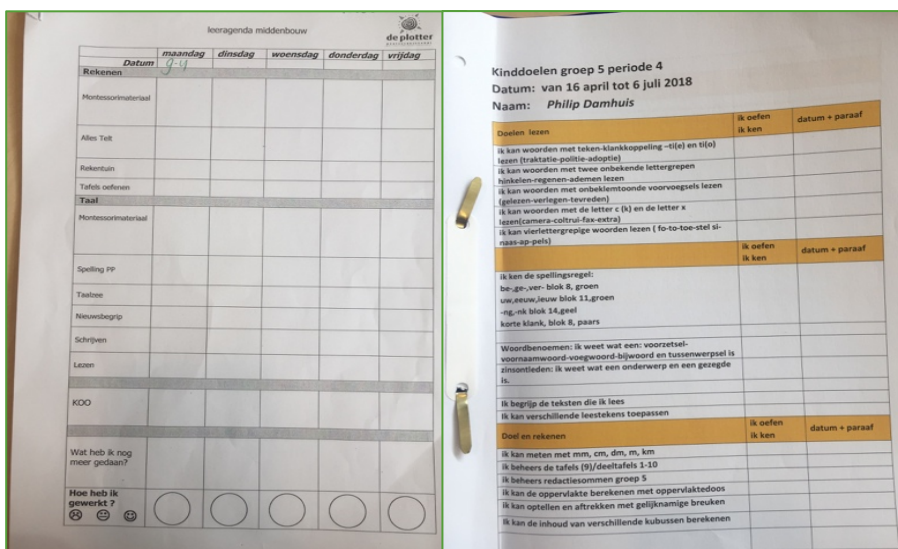 leeragenda middenbouw
de plotter
maandag dinsdag woensdag donderdag vrijdag
Datum 9-4
Rekenen
Montessorimateriaal
Alles Telt
Rekentuin
Tafels oefenen
Taal
Montessorimateriaal
Spelling PP
Taalzee
Nieuwsbegrip
Schrijven
Lezen
KOO
Wat heb ik nog
meer gedaan?
Hoe heb ik
gewerkt ?
Kinddoelen groep 5 periode 4
Datum: van 16 april tot 6 juli 2018
Naam: Philip Damhuis
Doelen lezen ik oefen datum + paraaf
ik ken
ik kan woorden met teken-klankkoppeling –ti(e) en ti(o)
lezen (traktatie-politie-adoptie)
ik kan woorden met twee onbekende lettergrepen
hinkelen-regenen-ademen lezen
ik kan woorden met onbeklemtoonde voorvoegsels lezen
(gelezen-verlegen-tevreden)
ik kan woorden met de letter c (k) en de letter x
lezen(camera-coltrui-fax-extra)
ik kan vierlettergrepige woorden lezen ( fo-to-toe-stel si-
naas-ap-pels)
ik oefen datum + paraaf
ik ken
ik ken de spellingsregel:
be-,ge-,ver- blok 8, groen
uw,eeuw,ieuw blok 11,groen
-ng,-nk blok 14,geel
korte klank, blok 8, paars
Woordbenoemen: ik weet wat een: voorzetsel-
voornaamwoord-voegwoord-bijwoord en tussenwerpsel is
zinsontleden: ik weet wat een onderwerp en een gezegde
is.
Ik begrijp de teksten die ik lees
Ik kan verschillende leestekens toepassen
Doel en rekenen ik oefen datum + paraaf
ik ken
ik kan meten met mm, cm, dm, m, km
ik beheers de tafels (9)/deeltafels 1-10
ik beheers redactiesommen groep 5
ik kan de oppervlakte berekenen met oppervlaktedoos
ik kan optellen en aftrekken met gelijknamige breuken
Ik kan de inhoud van verschillende kubussen berekenen